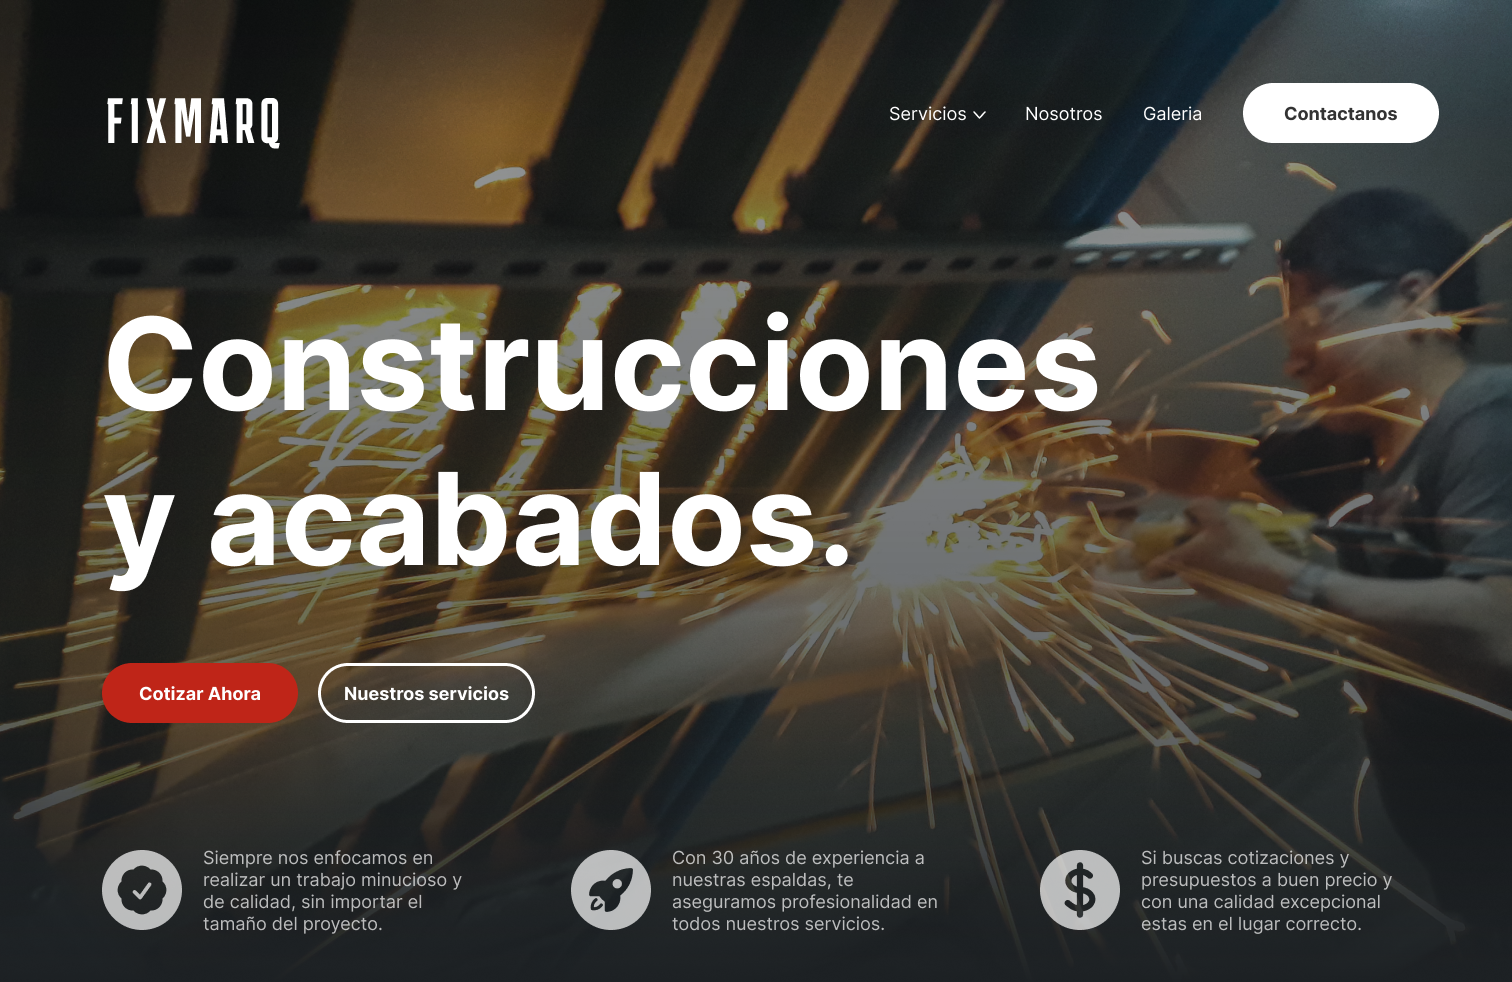 FIXMARQ
Servicios
Nosotros
Galeria
Contactanos
Construcciones
y acabados.
Cotizar Ahora
Nuestros servicios
Siempre nos enfocamos en
realizar un trabajo minucioso y
de calidad, sin importar el
tamaño del proyecto.
Con 30 años de experiencia a
nuestras espaldas, te
aseguramos profesionalidad en
todos nuestros servicios.
$
Si buscas cotizaciones y
presupuestos a buen precio y
con una calidad excepcional
estas en el lugar correcto.